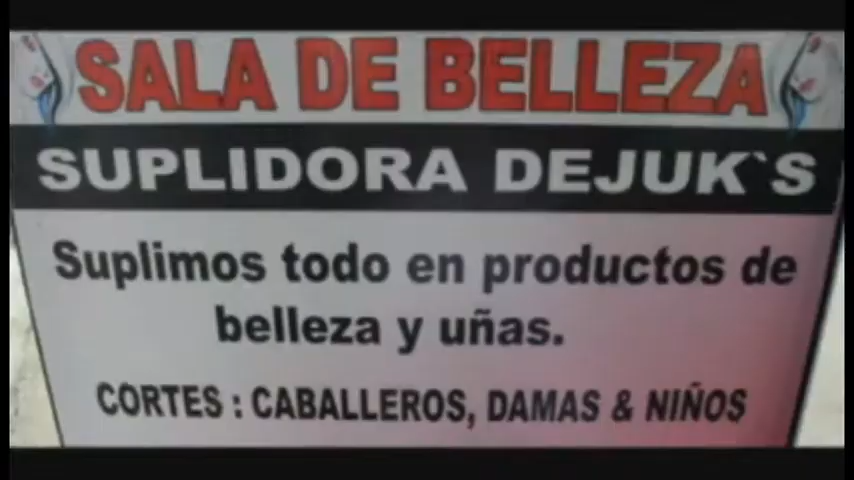 SALA DE BELLEZA
SUPLIDORA DEJUK`S
Suplimos todo en productos de
belleza y uñas.
CORTES : CABALLEROS, DAMAS & NIÑOS